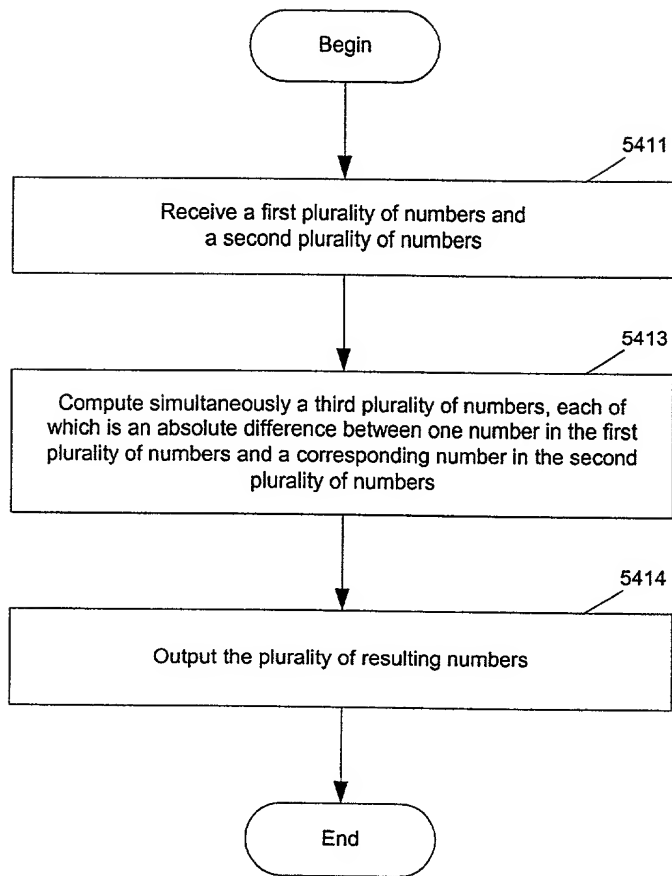 Begin
5411
Receive a first plurality of numbers and
a second plurality of numbers
5413
Compute simultaneously a third plurality of numbers, each of
which is an absolute difference between one number in the first
plurality of numbers and a corresponding number in the second
plurality of numbers
5414
Output the plurality of resulting numbers
End